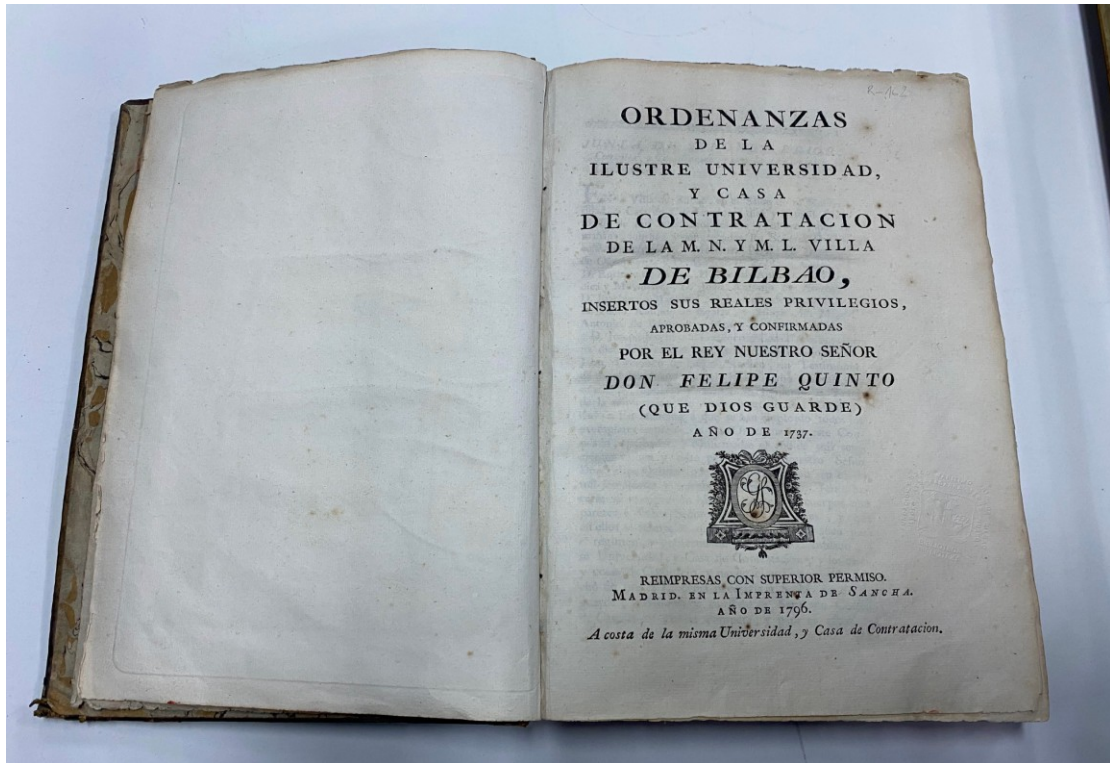 ORDENANZAS
DE LA
ILUSTRE UNIVERSIDAD,
Y CASA
DE CONTRATACION
DE LA M. N. Y M. L. VILLA
DE BILBAO,
INSERTOS SUS REALES PRIVILEGIOS,
APROBADAS, Y CONFIRMADAS
POR EL REY NUESTRO SEÑOR
DON FELIPE QUINTO
(QUE DIOS GUARDE)
AÑO DE 1737.
REIMPRESAS CON SUPERIOR PERMISO.
MADRID. EN LA IMPRENTA DE SANCHA.
AÑO DE 1796.
A costa de la misma Universidad, y Casa de Contratacion.